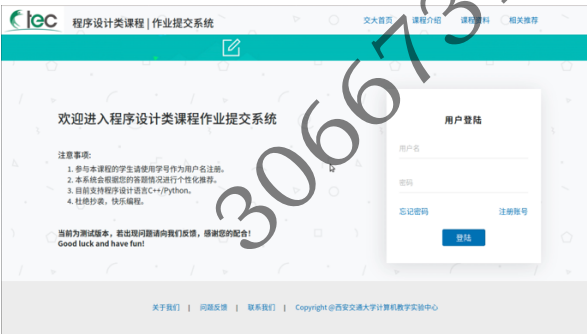 ctec 程序设计类课程 | 作业提交系统
交大首页 课程介绍 课程资料 相关推荐
欢迎进入程序设计类课程作业提交系统
注意事项:
1. 参与本课程的学生请使用学号作为用户名注册。
2. 本系统会根据您的答题情况进行个性化推荐。
3. 目前支持程序设计语言C++/Python。
4. 杜绝抄袭，快乐编程。
当前为测试版本，若出现问题请向我们反馈，感谢您的配合！
Good luck and have fun!
用户登陆
用户名
密码
忘记密码 注册账号
登陆
关于我们 | 问题反馈 | 联系我们 | Copyright @西安交通大学计算机教学实验中心